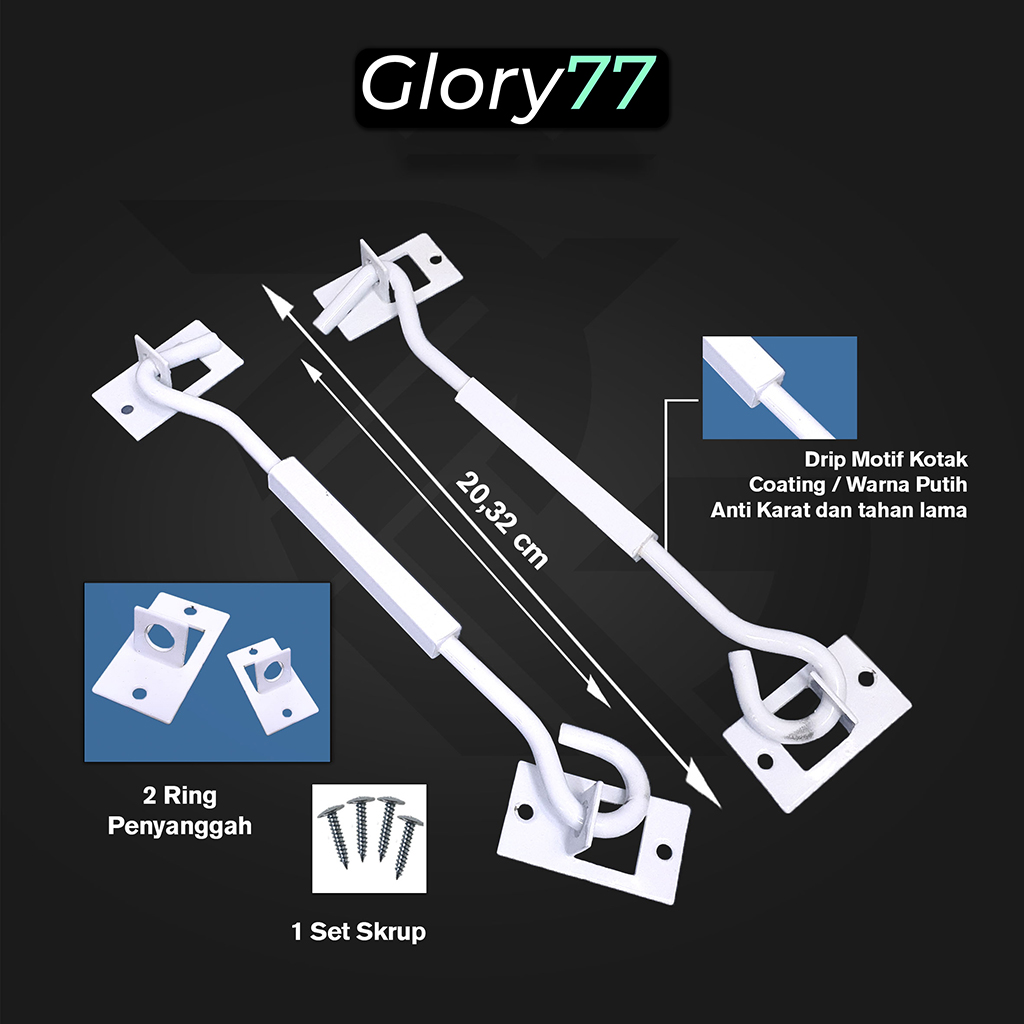 Glory77
20,32 cm
Drip Motif Kotak
Coating / Warna Putih
Anti Karat dan tahan lama
2 Ring
Penyanggah
1 Set Skrup